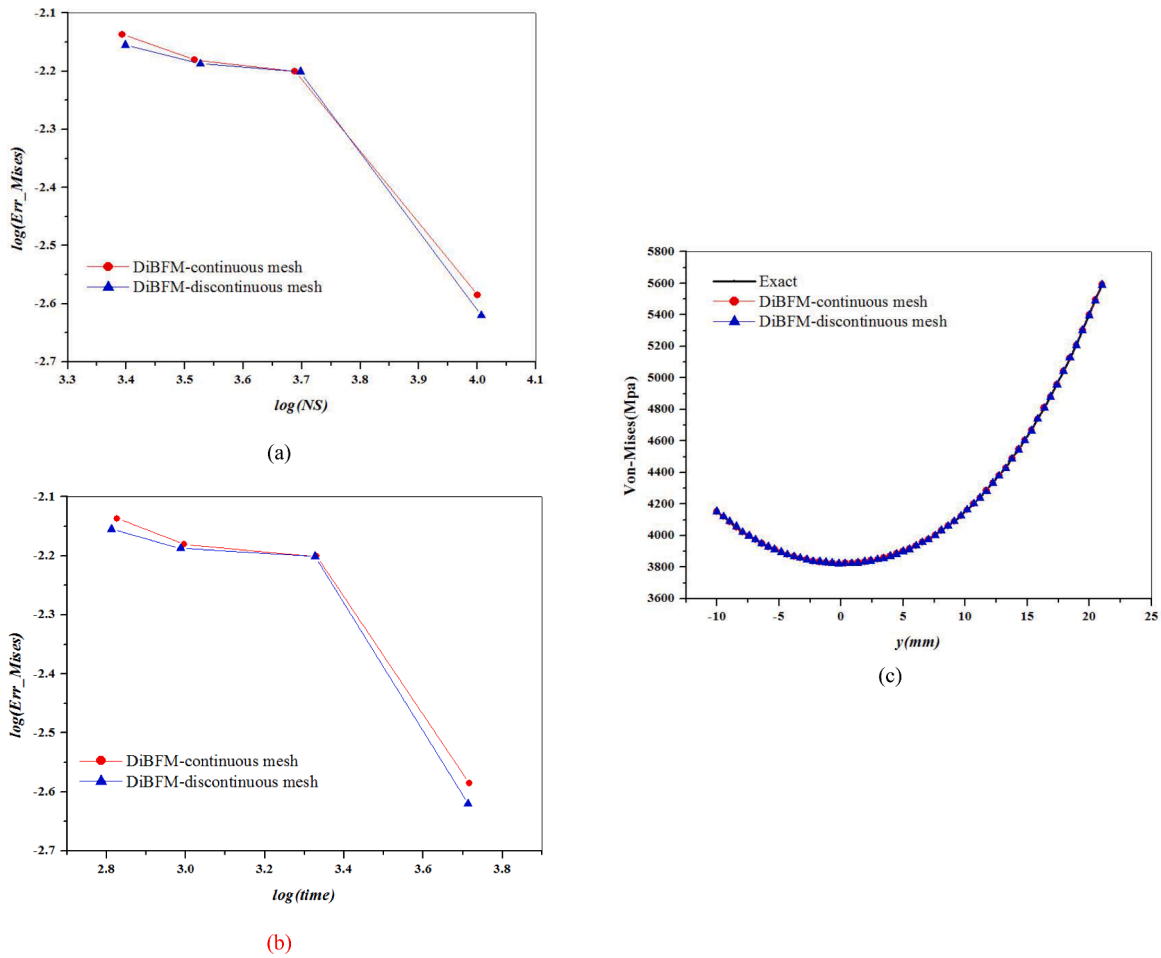 -2.1
-2.2
-2.3
-2.4
-2.5
-2.6
-2.7
log(Err_Mises)
DiBFM-continuous mesh
DiBFM-discontinuous mesh
3.3 3.4 3.5 3.6 3.7 3.8 3.9 4.0 4.1
log(NS)
(a)
-2.1
-2.2
-2.3
-2.4
-2.5
-2.6
-2.7
log(Err_Mises)
DiBFM-continuous mesh
DiBFM-discontinuous mesh
2.8 3.0 3.2 3.4 3.6 3.8
log(time)
(b)
5800
5600
5400
5200
5000
4800
4600
4400
4200
4000
3800
3600
Von-Mises(Mpa)
Exact
DiBFM-continuous mesh
DiBFM-discontinuous mesh
-10 -5 0 5 10 15 20 25
y(mm)
(c)